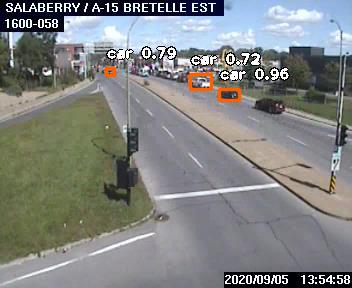 SALABERRY / A-15 BRETELLE EST
1600-058
car 0.79
car 0.72
car 0.96
2020/09/05 13:54:58